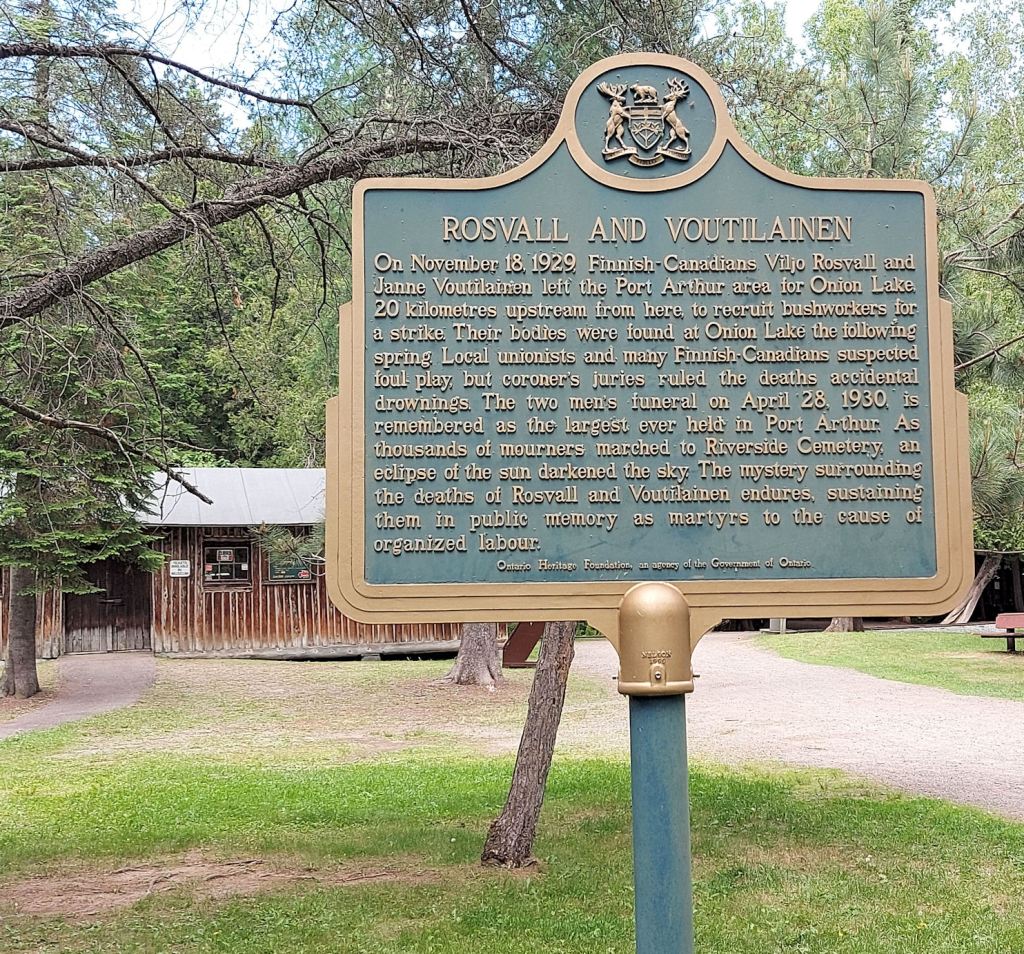 ROSVALL AND VOUTILAINEN
On November 18, 1929, Finnish-Canadians Viljo Rosvall and
Janne Voutilainen left the Port Arthur area for Onion Lake,
20 kilometres upstream from here, to recruit bushworkers for
a strike. Their bodies were found at Onion Lake the following
spring. Local unionists and many Finnish-Canadians suspected
foul play, but coroner's juries ruled the deaths accidental
drownings. The two men's funeral on April 28, 1930, is
remembered as the largest ever held in Port Arthur. As
thousands of mourners marched to Riverside Cemetery, an
eclipse of the sun darkened the sky. The mystery surrounding
the deaths of Rosvall and Voutilainen endures, sustaining
them in public memory as martyrs to the cause of
organized labour.
Ontario Heritage Foundation, an agency of the Government of Ontario
TICKETS
AVAILABLE
IN
MUSEUM